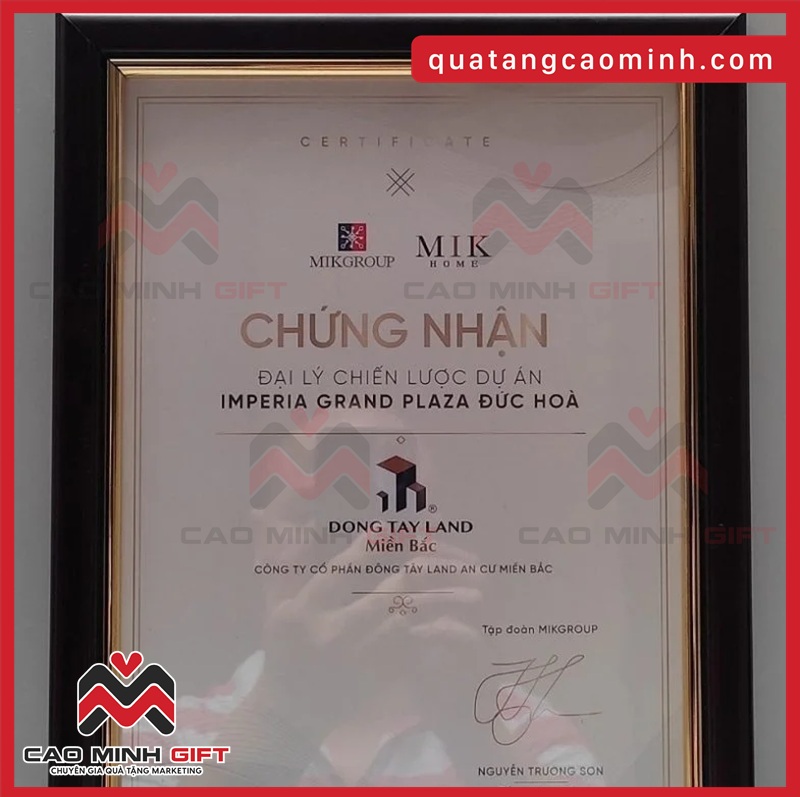 quatangcaominh.com
CERTIFICATE
MIKGROUP
MIK
HOME
CAO MINH GIFT
CAO MINH GIFT
CHỨNG NHẬN
ĐẠI LÝ CHIẾN LƯỢC DỰ ÁN
IMPERIA GRAND PLAZA ĐỨC HOÀ
CAO MINH GIFT
CAO MINH GIFT
DONG TAY LAND
Miền Bắc
CÔNG TY CỔ PHẦN ĐÔNG TÂY LAND AN CƯ MIỀN BẮC
Tập đoàn MIKGROUP
NGUYỄN TRƯƠNG SƠN
CAO MINH GIFT
CHUYÊN GIA QUÀ TẶNG MARKETING